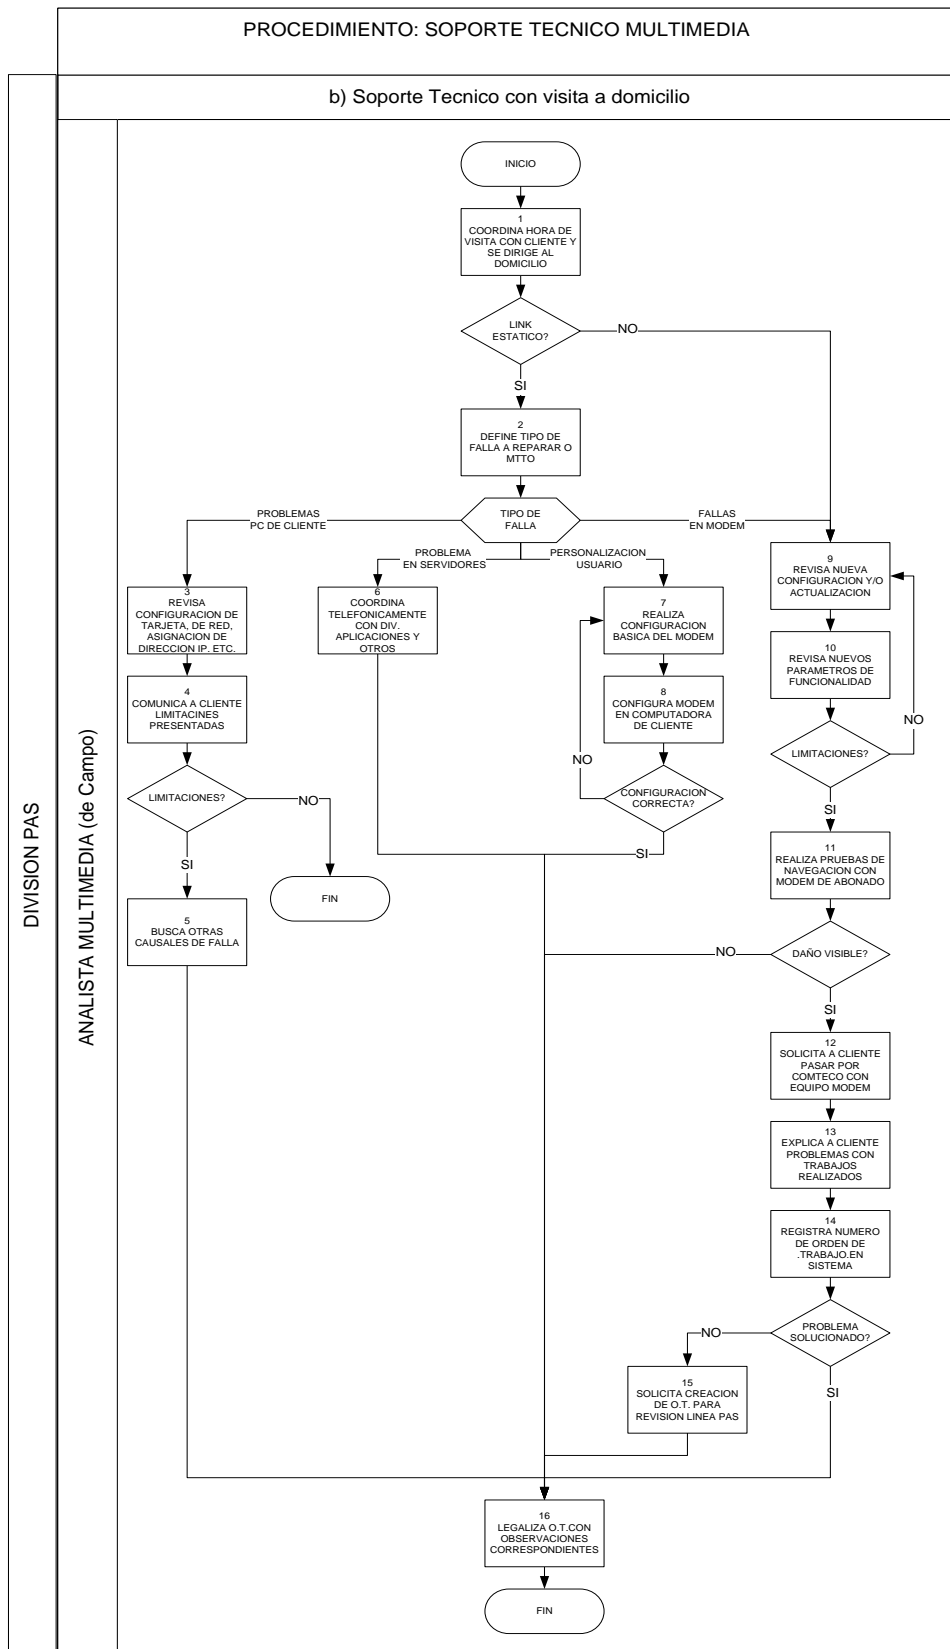 PROCEDIMIENTO: SOPORTE TECNICO MULTIMEDIA
b) Soporte Tecnico con visita a domicilio
DIVISION PAS
ANALISTA MULTIMEDIA (de Campo)
INICIO
1
COORDINA HORA DE
VISITA CON CLIENTE Y
SE DIRIGE AL
DOMICILIO
LINK
ESTATICO?
NO
SI
2
DEFINE TIPO DE
FALLA A REPARAR O
MTTO
TIPO DE
FALLA
PROBLEMAS
PC DE CLIENTE
FALLAS
EN MODEM
PROBLEMA
EN SERVIDORES
PERSONALIZACION
USUARIO
3
REVISA
CONFIGURACION DE
TARJETA, DE RED,
ASIGNACION DE
DIRECCION IP. ETC.
4
COMUNICA A CLIENTE
LIMITACINES
PRESENTADAS
LIMITACIONES?
NO
SI
FIN
5
BUSCA OTRAS
CAUSALES DE FALLA
6
COORDINA
TELEFONICAMENTE
CON DIV.
APLICACIONES Y
OTROS
7
REALIZA
CONFIGURACION
BASICA DEL MODEM
8
CONFIGURA MODEM
EN COMPUTADORA
DE CLIENTE
NO
CONFIGURACION
CORRECTA?
SI
9
REVISA NUEVA
CONFIGURACION Y/O
ACTUALIZACION
10
REVISA NUEVOS
PARAMETROS DE
FUNCIONALIDAD
NO
LIMITACIONES?
SI
11
REALIZA PRUEBAS DE
NAVEGACION CON
MODEM DE ABONADO
NO
DAÑO VISIBLE?
SI
12
SOLICITA A CLIENTE
PASAR POR
COMTECO CON
EQUIPO MODEM
13
EXPLICA A CLIENTE
PROBLEMAS CON
TRABAJOS
REALIZADOS
14
REGISTRA NUMERO
DE ORDEN DE
.TRABAJO.EN
SISTEMA
PROBLEMA
SOLUCIONADO?
NO
SI
15
SOLICITA CREACION
DE O.T. PARA
REVISION LINEA PAS
16
LEGALIZA O.T.CON
OBSERVACIONES
CORRESPONDIENTES
FIN